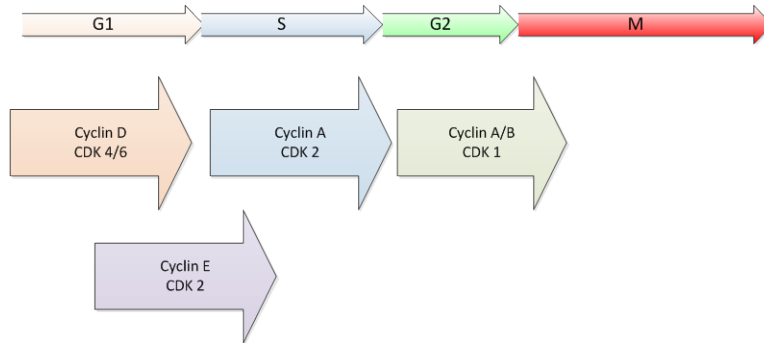 G1
S
G2
M
Cyclin D
CDK 4/6
Cyclin A
CDK 2
Cyclin A/B
CDK 1
Cyclin E
CDK 2